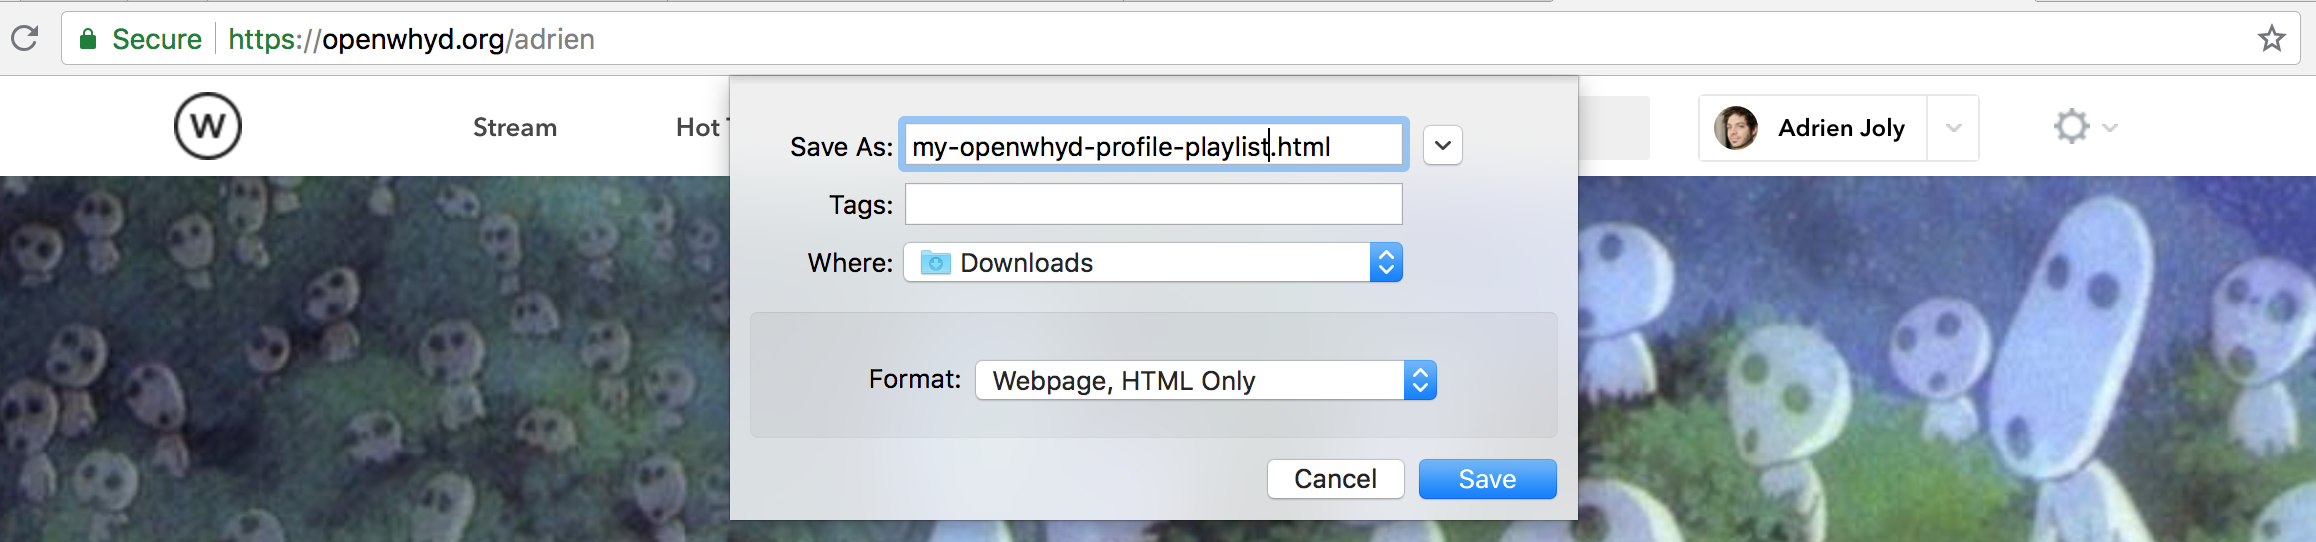 Secure https://openwhyd.org/adrien
W Stream Hot Adrien Joly
Save As: my-openwhyd-profile-playlist.html
Tags:
Where: Downloads
Format: Webpage, HTML Only
Cancel Save